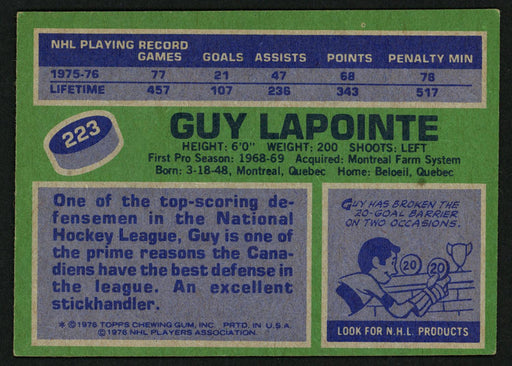 NHL PLAYING RECORD
GAMES GOALS ASSISTS POINTS PENALTY MIN
1975-76 77 21 47 68 78
LIFETIME 457 107 236 343 517
223
GUY LAPOINTE
HEIGHT: 6'0" WEIGHT: 200 SHOOTS: LEFT
First Pro Season: 1968-69 Acquired: Montreal Farm System
Born: 3-18-48, Montreal, Quebec Home: Beloeil, Quebec
One of the top-scoring de-
fensemen in the National
Hockey League, Guy is one of
the prime reasons the Cana-
diens have the best defense in
the league. An excellent
stickhandler.
* © 1976 TOPPS CHEWING GUM, INC. PRTD. IN U.S.A.
© 1976 NHL PLAYERS ASSOCIATION.
GUY HAS BROKEN THE
20-GOAL BARRIER
ON TWO OCCASIONS.
20 20
LOOK FOR N.H.L. PRODUCTS